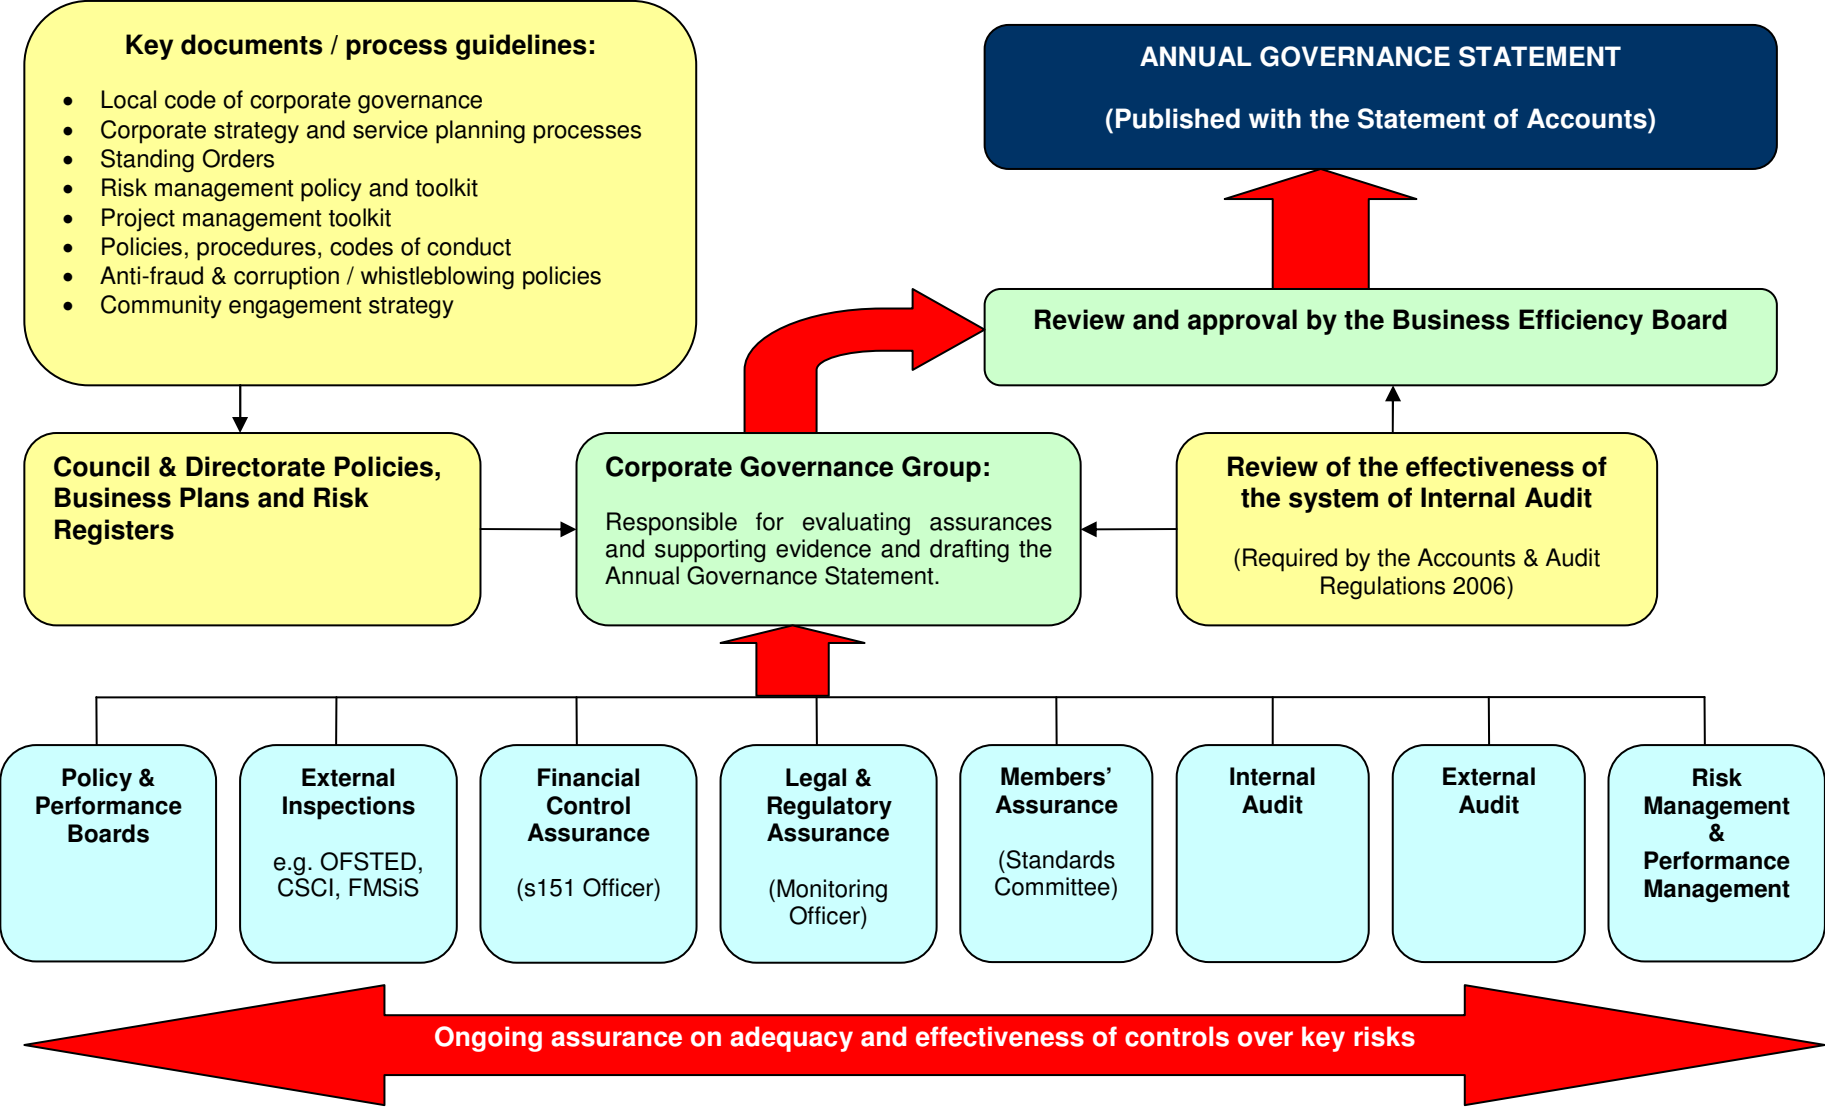 Key documents / process guidelines:
• Local code of corporate governance
• Corporate strategy and service planning processes
• Standing Orders
• Risk management policy and toolkit
• Project management toolkit
• Policies, procedures, codes of conduct
• Anti-fraud & corruption / whistleblowing policies
• Community engagement strategy
ANNUAL GOVERNANCE STATEMENT
(Published with the Statement of Accounts)
Review and approval by the Business Efficiency Board
Council & Directorate Policies,
Business Plans and Risk
Registers
Corporate Governance Group:
Responsible for evaluating assurances
and supporting evidence and drafting the
Annual Governance Statement.
Review of the effectiveness of
the system of Internal Audit
(Required by the Accounts & Audit
Regulations 2006)
Policy &
Performance
Boards
External
Inspections
e.g. OFSTED,
CSCI, FMSiS
Financial
Control
Assurance
(s151 Officer)
Legal &
Regulatory
Assurance
(Monitoring
Officer)
Members’
Assurance
(Standards
Committee)
Internal
Audit
External
Audit
Risk
Management
&
Performance
Management
Ongoing assurance on adequacy and effectiveness of controls over key risks